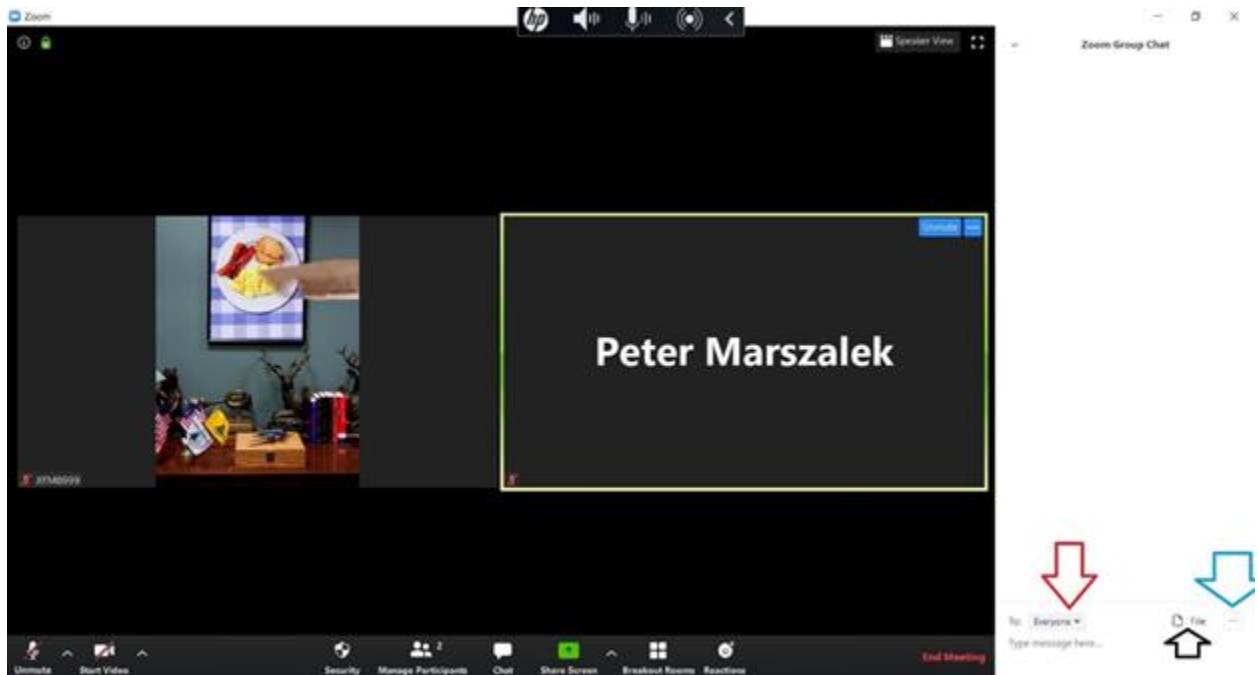 Zoom
hp
Speaker View
Zoom Group Chat
Unmute
Peter Marszalek
To: Everyone
File
Type message here...
Unmute
Start Video
Security
Manage Participants
2
Chat
Share Screen
Breakout Rooms
Reactions
End Meeting